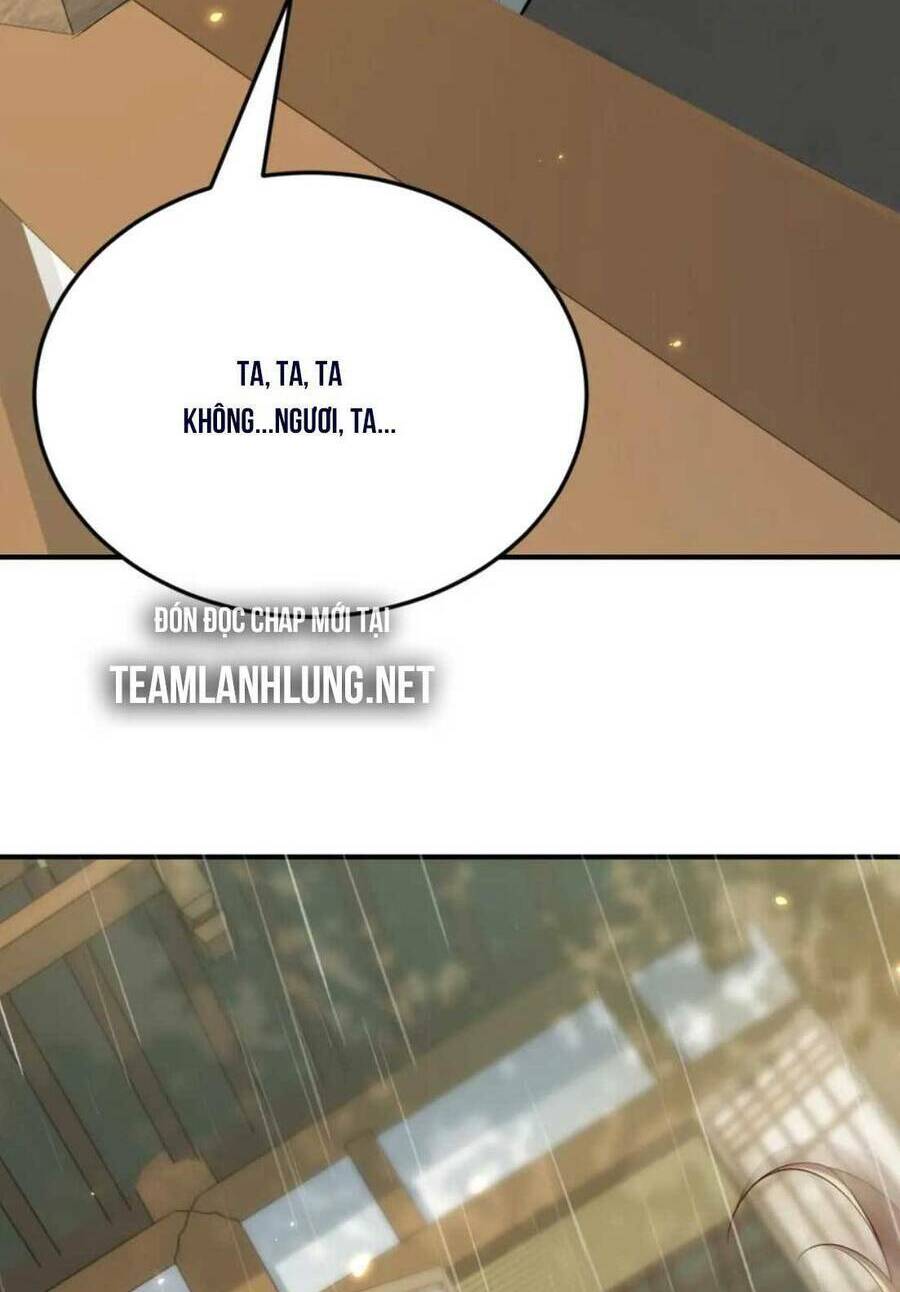 TA, TA, TA
KHÔNG...NGƯƠI, TA...
ĐÓN ĐỌC CHAP MỚI TẠI
TEAMLANHLUNG.NET